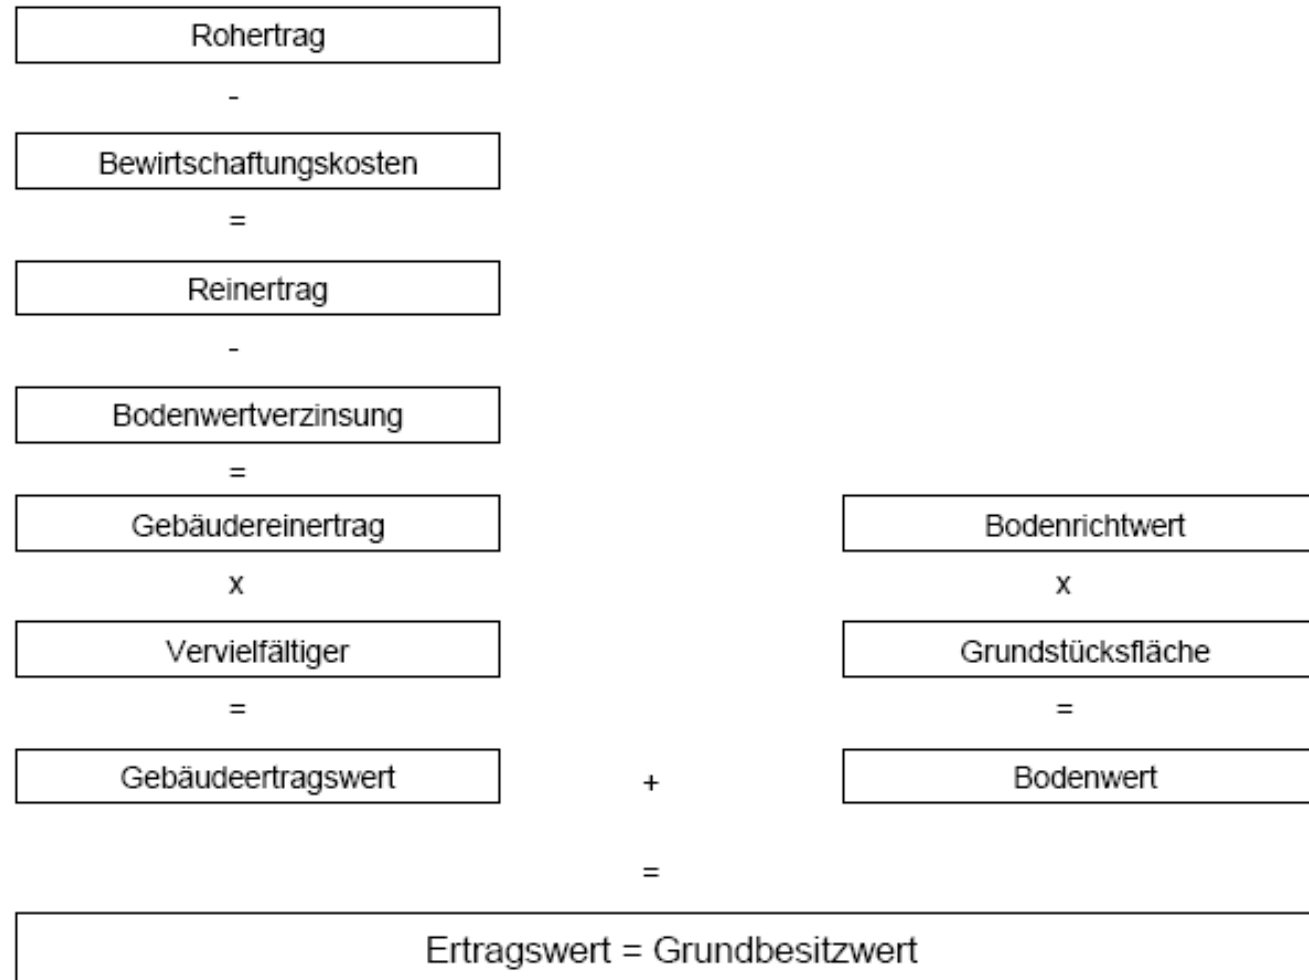 Rohertrag
-
Bewirtschaftungskosten
=
Reinertrag
-
Bodenwertverzinsung
=
Gebäudereinertrag
x
Vervielfältiger
=
Gebäudeertragswert
+
Bodenrichtwert
x
Grundstücksfläche
=
Bodenwert
=
Ertragswert = Grundbesitzwert